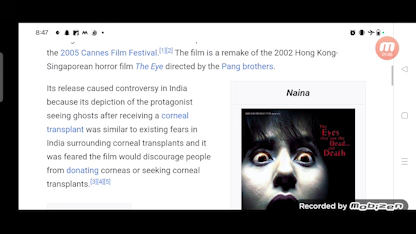 8:47
the 2005 Cannes Film Festival.[1][2] The film is a remake of the 2002 Hong Kong-
Singaporean horror film The Eye directed by the Pang brothers.
Its release caused controversy in India
because its depiction of the protagonist
seeing ghosts after receiving a corneal
transplant was similar to existing fears in
India surrounding corneal transplants and it
was feared the film would discourage people
from donating corneas or seeking corneal
transplants.[3][4][5]
Naina
The
Eyes
that saw the
Dead...
and
Death
Recorded by Mobizen